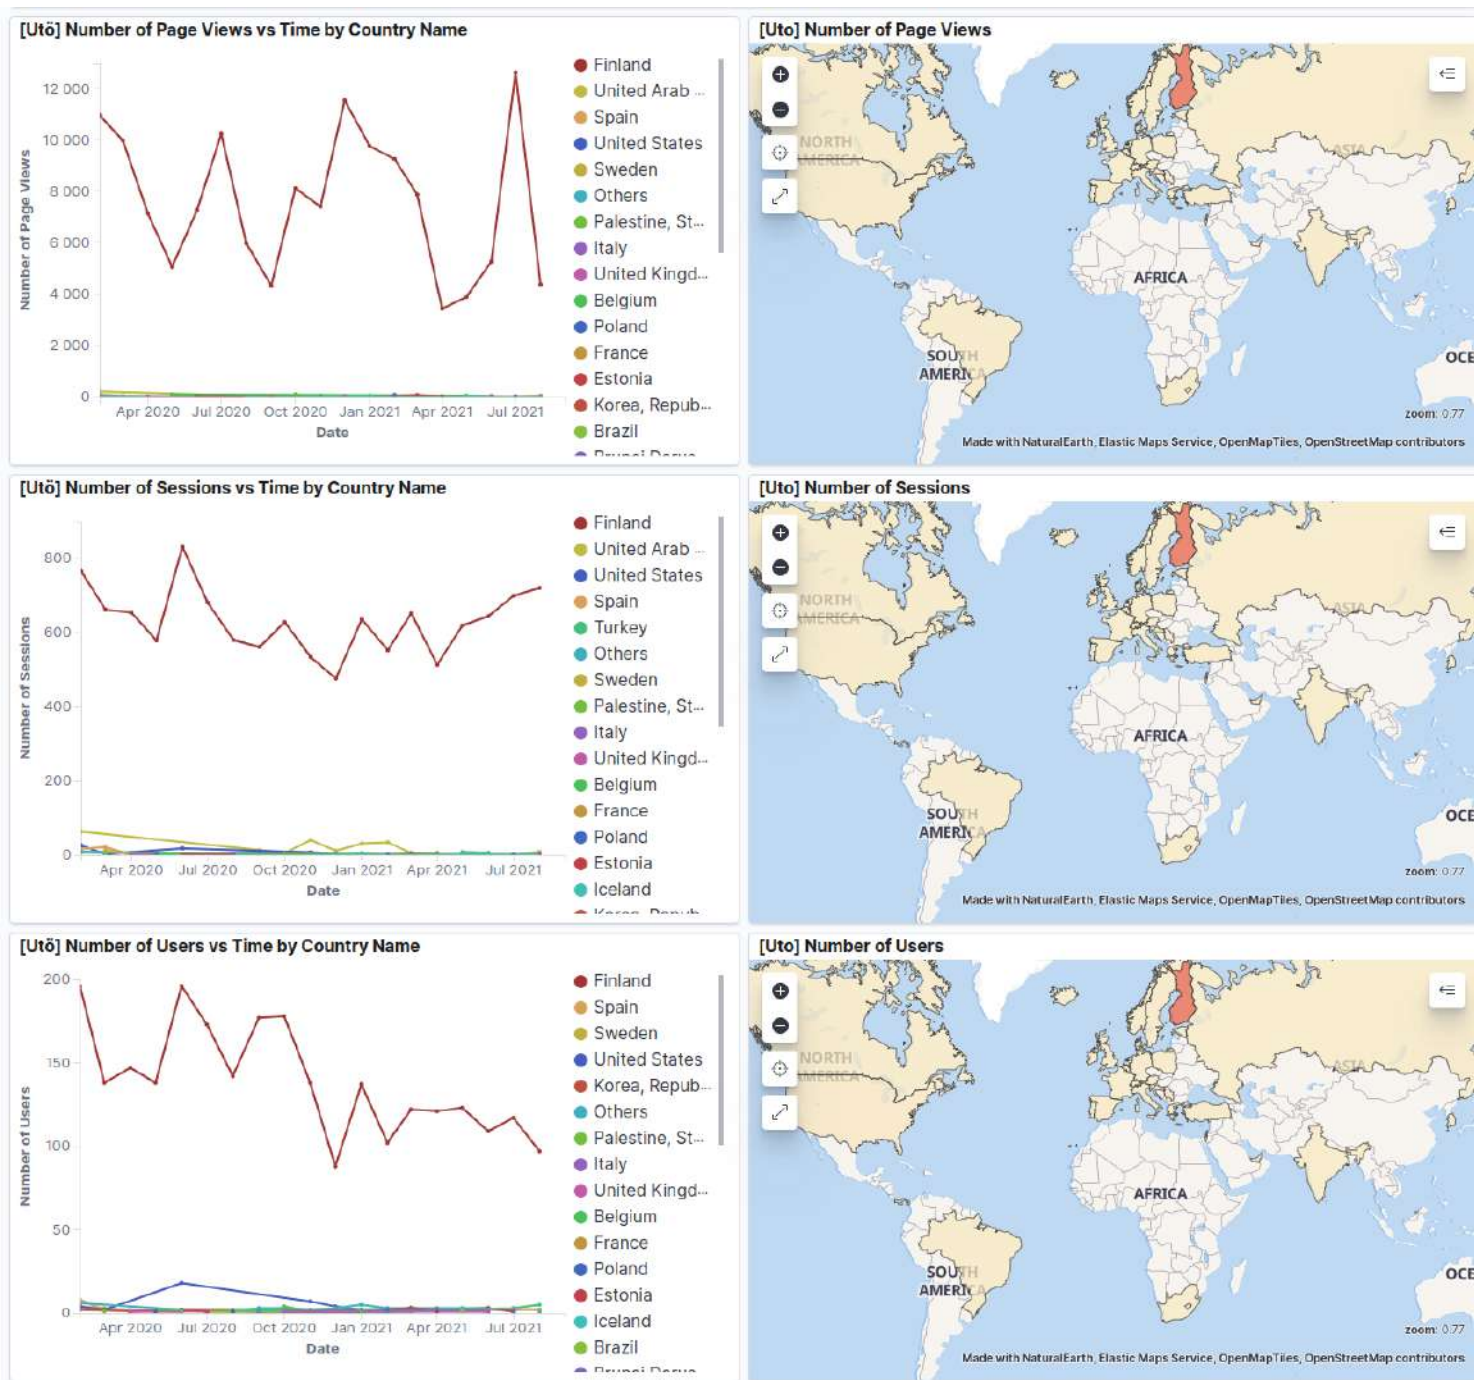 [Utö] Number of Page Views vs Time by Country Name
12 000
10 000
8 000
6 000
4 000
2 000
0
Number of Page Views
Apr 2020 Jul 2020 Oct 2020 Jan 2021 Apr 2021 Jul 2021
Date
Finland
United Arab ...
Spain
United States
Sweden
Others
Palestine, St...
Italy
United Kingd...
Belgium
Poland
France
Estonia
Korea, Repub...
Brazil
[Uto] Number of Page Views
NORTH
AMERICA
ASIA
AFRICA
SOUTH
AMERICA
OCE
zoom: 0.77
Made with NaturalEarth, Elastic Maps Service, OpenMapTiles, OpenStreetMap contributors
[Utö] Number of Sessions vs Time by Country Name
800
600
400
200
0
Number of Sessions
Apr 2020 Jul 2020 Oct 2020 Jan 2021 Apr 2021 Jul 2021
Date
Finland
United Arab ...
United States
Spain
Turkey
Others
Sweden
Palestine, St...
Italy
United Kingd...
Belgium
France
Poland
Estonia
Iceland
[Uto] Number of Sessions
NORTH
AMERICA
ASIA
AFRICA
SOUTH
AMERICA
OCE
zoom: 0.77
Made with NaturalEarth, Elastic Maps Service, OpenMapTiles, OpenStreetMap contributors
[Utö] Number of Users vs Time by Country Name
200
150
100
50
0
Number of Users
Apr 2020 Jul 2020 Oct 2020 Jan 2021 Apr 2021 Jul 2021
Date
Finland
Spain
Sweden
United States
Korea, Repub...
Others
Palestine, St...
Italy
United Kingd...
Belgium
France
Poland
Estonia
Iceland
Brazil
[Uto] Number of Users
NORTH
AMERICA
ASIA
AFRICA
SOUTH
AMERICA
OCE
zoom: 0.77
Made with NaturalEarth, Elastic Maps Service, OpenMapTiles, OpenStreetMap contributors